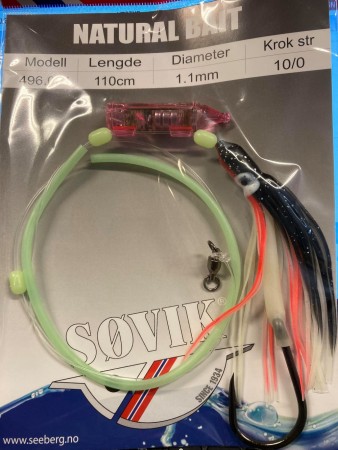 NATURAL BAIT
Modell Lengde Diameter Krok str
110cm 1.1mm 10/0
SØVIK®
SINCE 1934
www.seeberg.no